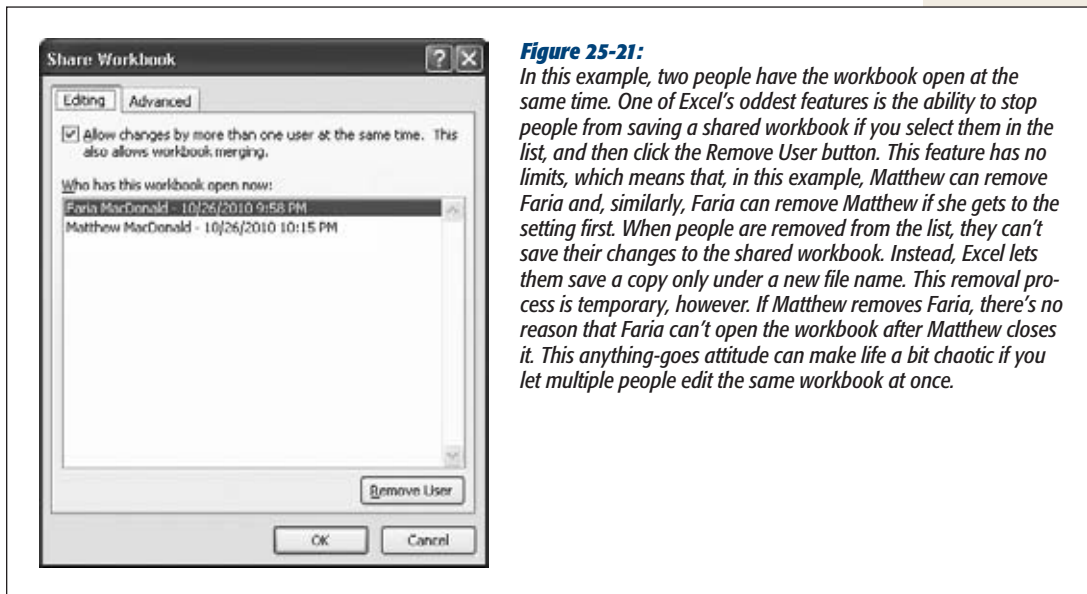 Share Workbook
Editing Advanced
Allow changes by more than one user at the same time. This
also allows workbook merging.
Who has this workbook open now:
Faria MacDonald - 10/26/2010 9:58 PM
Matthew MacDonald - 10/26/2010 10:15 PM
Remove User
OK Cancel
Figure 25-21:
In this example, two people have the workbook open at the
same time. One of Excel's oddest features is the ability to stop
people from saving a shared workbook if you select them in the
list, and then click the Remove User button. This feature has no
limits, which means that, in this example, Matthew can remove
Faria and, similarly, Faria can remove Matthew if she gets to the
setting first. When people are removed from the list, they can't
save their changes to the shared workbook. Instead, Excel lets
them save a copy only under a new file name. This removal pro-
cess is temporary, however. If Matthew removes Faria, there's no
reason that Faria can't open the workbook after Matthew closes
it. This anything-goes attitude can make life a bit chaotic if you
let multiple people edit the same workbook at once.